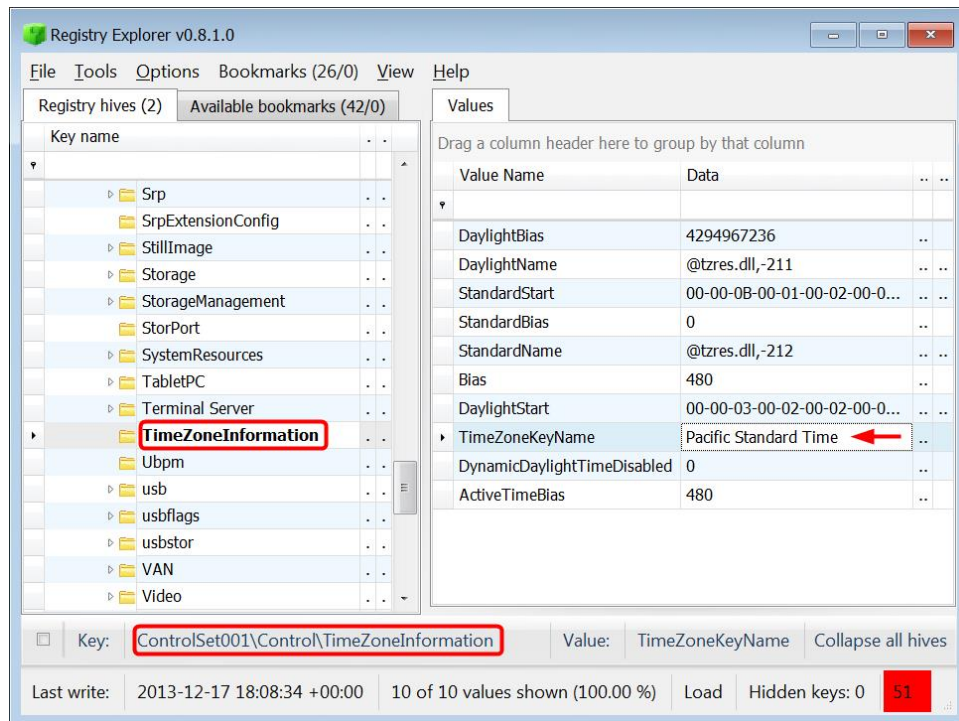 Registry Explorer v0.8.1.0
File Tools Options Bookmarks (26/0) View Help
Registry hives (2) Available bookmarks (42/0)
Key name . .
Srp . .
SrpExtensionConfig . .
StillImage . .
Storage . .
StorageManagement . .
StorPort . .
SystemResources . .
TabletPC . .
Terminal Server . .
TimeZoneInformation . .
Ubpm . .
usb . .
usbflags . .
usbstor . .
VAN . .
Video . .
Values
Drag a column header here to group by that column
Value Name Data .. ..
DaylightBias 4294967236 ..
DaylightName @tzres.dll,-211 .. ..
StandardStart 00-00-0B-00-01-00-02-00-0... .. ..
StandardBias 0 ..
StandardName @tzres.dll,-212 .. ..
Bias 480 ..
DaylightStart 00-00-03-00-02-00-02-00-0... .. ..
TimeZoneKeyName Pacific Standard Time ..
DynamicDaylightTimeDisabled 0 ..
ActiveTimeBias 480 ..
Key: ControlSet001\Control\TimeZoneInformation Value: TimeZoneKeyName Collapse all hives
Last write: 2013-12-17 18:08:34 +00:00 10 of 10 values shown (100.00 %) Load Hidden keys: 0 51